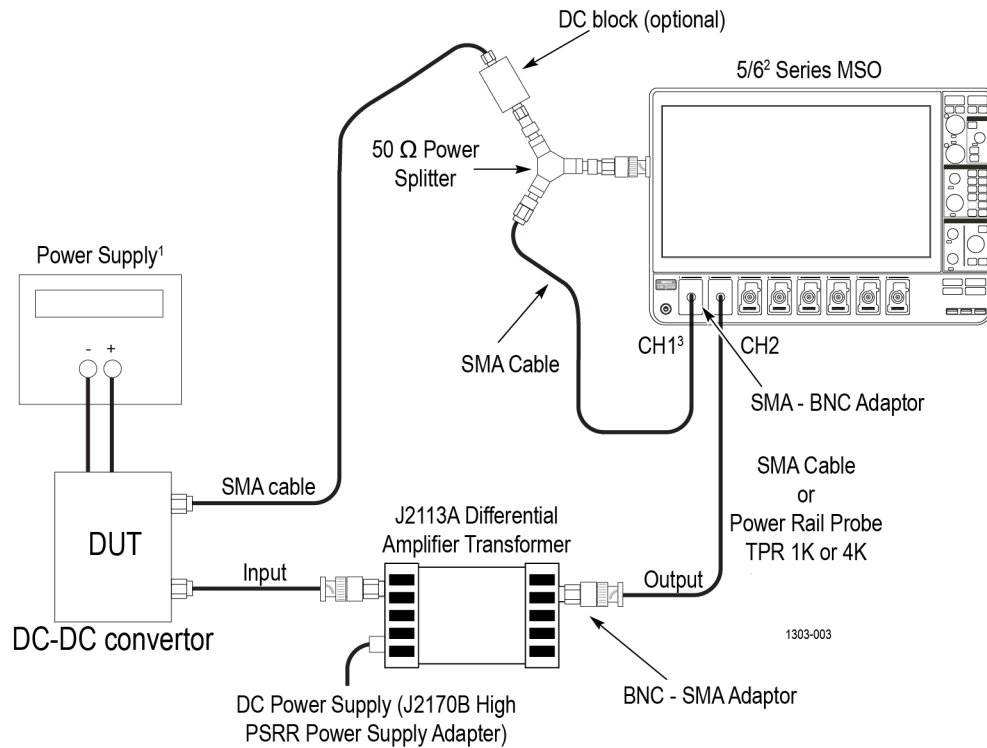 DC block (optional)
5/6² Series MSO
50 Ω Power
Splitter
Power Supply¹
- +
SMA Cable
CH1³
CH2
SMA - BNC Adaptor
SMA cable
SMA Cable
or
Power Rail Probe
TPR 1K or 4K
J2113A Differential
Amplifier Transformer
DUT
Input
Output
DC-DC convertor
1303-003
DC Power Supply (J2170B High
PSRR Power Supply Adapter)
BNC - SMA Adaptor